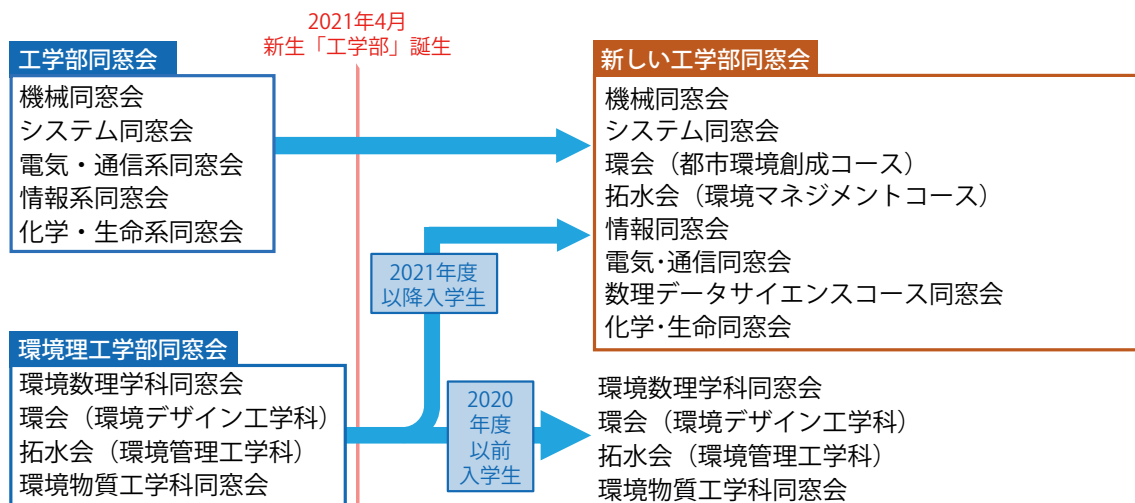 2021年4月
新生「工学部」誕生
工学部同窓会
機械同窓会
システム同窓会
電気・通信系同窓会
情報系同窓会
化学・生命系同窓会
新しい工学部同窓会
機械同窓会
システム同窓会
環会（都市環境創成コース）
拓水会（環境マネジメントコース）
情報同窓会
電気・通信同窓会
数理データサイエンスコース同窓会
化学・生命同窓会
2021年度
以降入学生
環境理工学部同窓会
環境数理学科同窓会
環会（環境デザイン工学科）
拓水会（環境管理工学科）
環境物質工学科同窓会
2020
年度
以前
入学生
環境数理学科同窓会
環会（環境デザイン工学科）
拓水会（環境管理工学科）
環境物質工学科同窓会